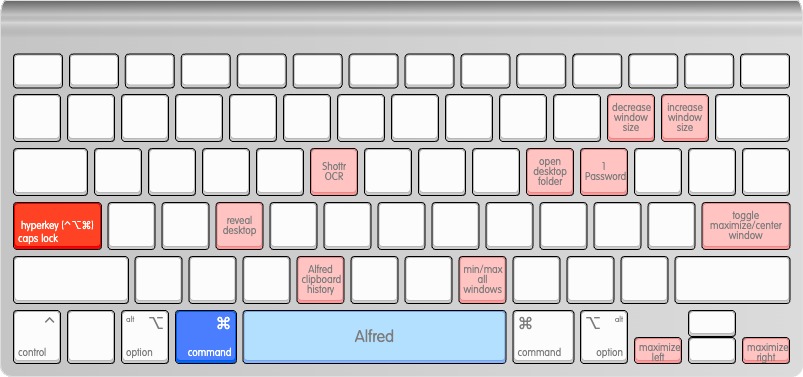 decrease
window
size
increase
window
size
Shottr
OCR
open
desktop
folder
1
Password
hyperkey (^⌥⌘)
caps lock
reveal
desktop
toggle
maximize/center
window
Alfred
clipboard
history
min/max
all
windows
^
control
alt ⌥
option
⌘
command
Alfred
⌘
command
⌥ alt
option
maximize
left
maximize
right